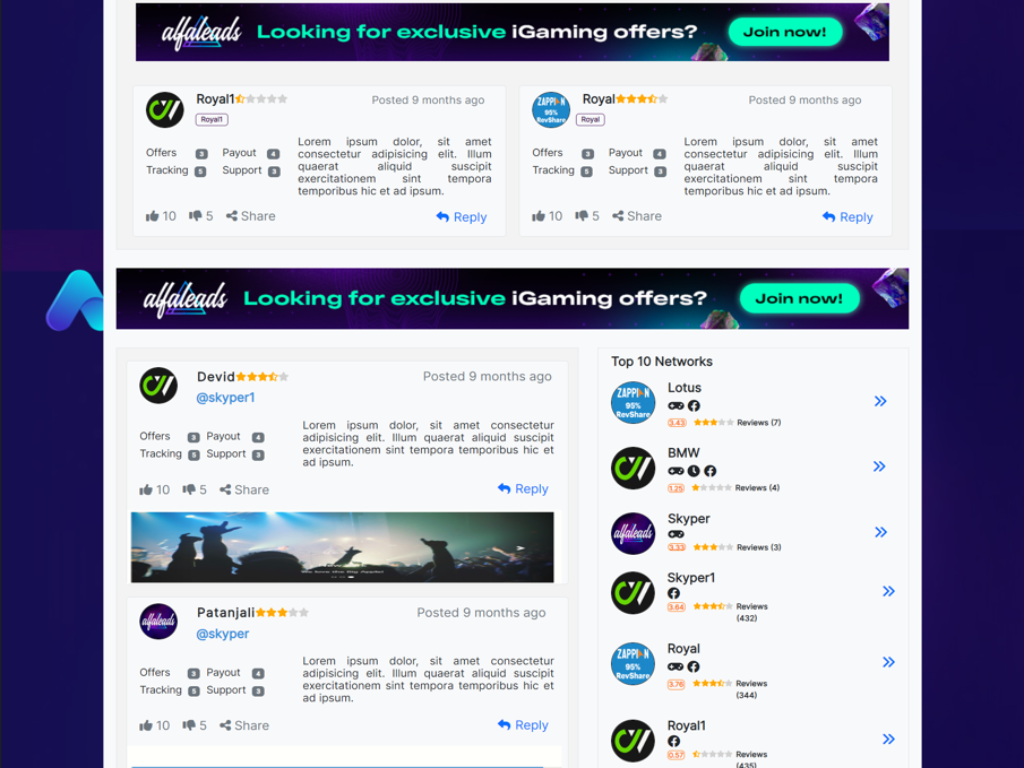 alfaleads Looking for exclusive iGaming offers? Join now!
Royal1 Posted 9 months ago
Royal1
Offers 3 Payout 4
Tracking 5 Support 3
Lorem ipsum dolor, sit amet
consectetur adipisicing elit. Illum
quaerat aliquid suscipit
exercitationem sint tempora
temporibus hic et ad ipsum.
10 5 Share Reply
ZAPPION
95%
RevShare
Royal Posted 9 months ago
Royal
Offers 3 Payout 4
Tracking 5 Support 3
Lorem ipsum dolor, sit amet
consectetur adipisicing elit. Illum
quaerat aliquid suscipit
exercitationem sint tempora
temporibus hic et ad ipsum.
10 5 Share Reply
alfaleads Looking for exclusive iGaming offers? Join now!
Devid Posted 9 months ago
@skyper1
Offers 3 Payout 4
Tracking 5 Support 3
Lorem ipsum dolor, sit amet consectetur
adipisicing elit. Illum quaerat aliquid suscipit
exercitationem sint tempora temporibus hic et
ad ipsum.
10 5 Share Reply
alfaleads
Patanjali Posted 9 months ago
@skyper
Offers 3 Payout 4
Tracking 5 Support 3
Lorem ipsum dolor, sit amet consectetur
adipisicing elit. Illum quaerat aliquid suscipit
exercitationem sint tempora temporibus hic et
ad ipsum.
10 5 Share Reply
Top 10 Networks
ZAPPION
95%
RevShare
Lotus
3.43 Reviews (7)
BMW
1.25 Reviews (4)
alfaleads
Skyper
3.33 Reviews (3)
Skyper1
3.64 Reviews
(432)
ZAPPION
95%
RevShare
Royal
3.76 Reviews
(344)
Royal1
0.57 Reviews
(435)